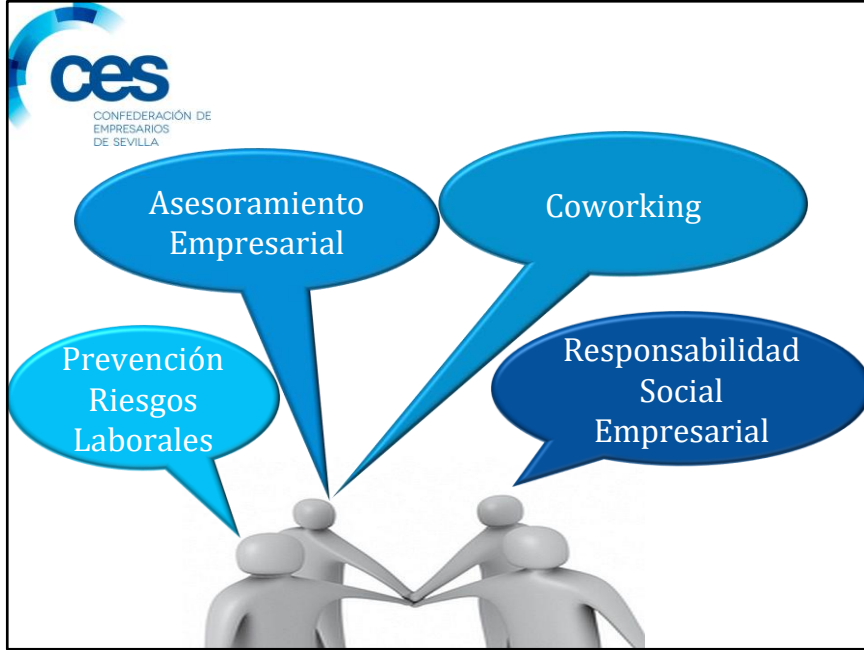 ces
CONFEDERACIÓN DE
EMPRESARIOS
DE SEVILLA
Asesoramiento
Empresarial
Coworking
Prevención
Riesgos
Laborales
Responsabilidad
Social
Empresarial